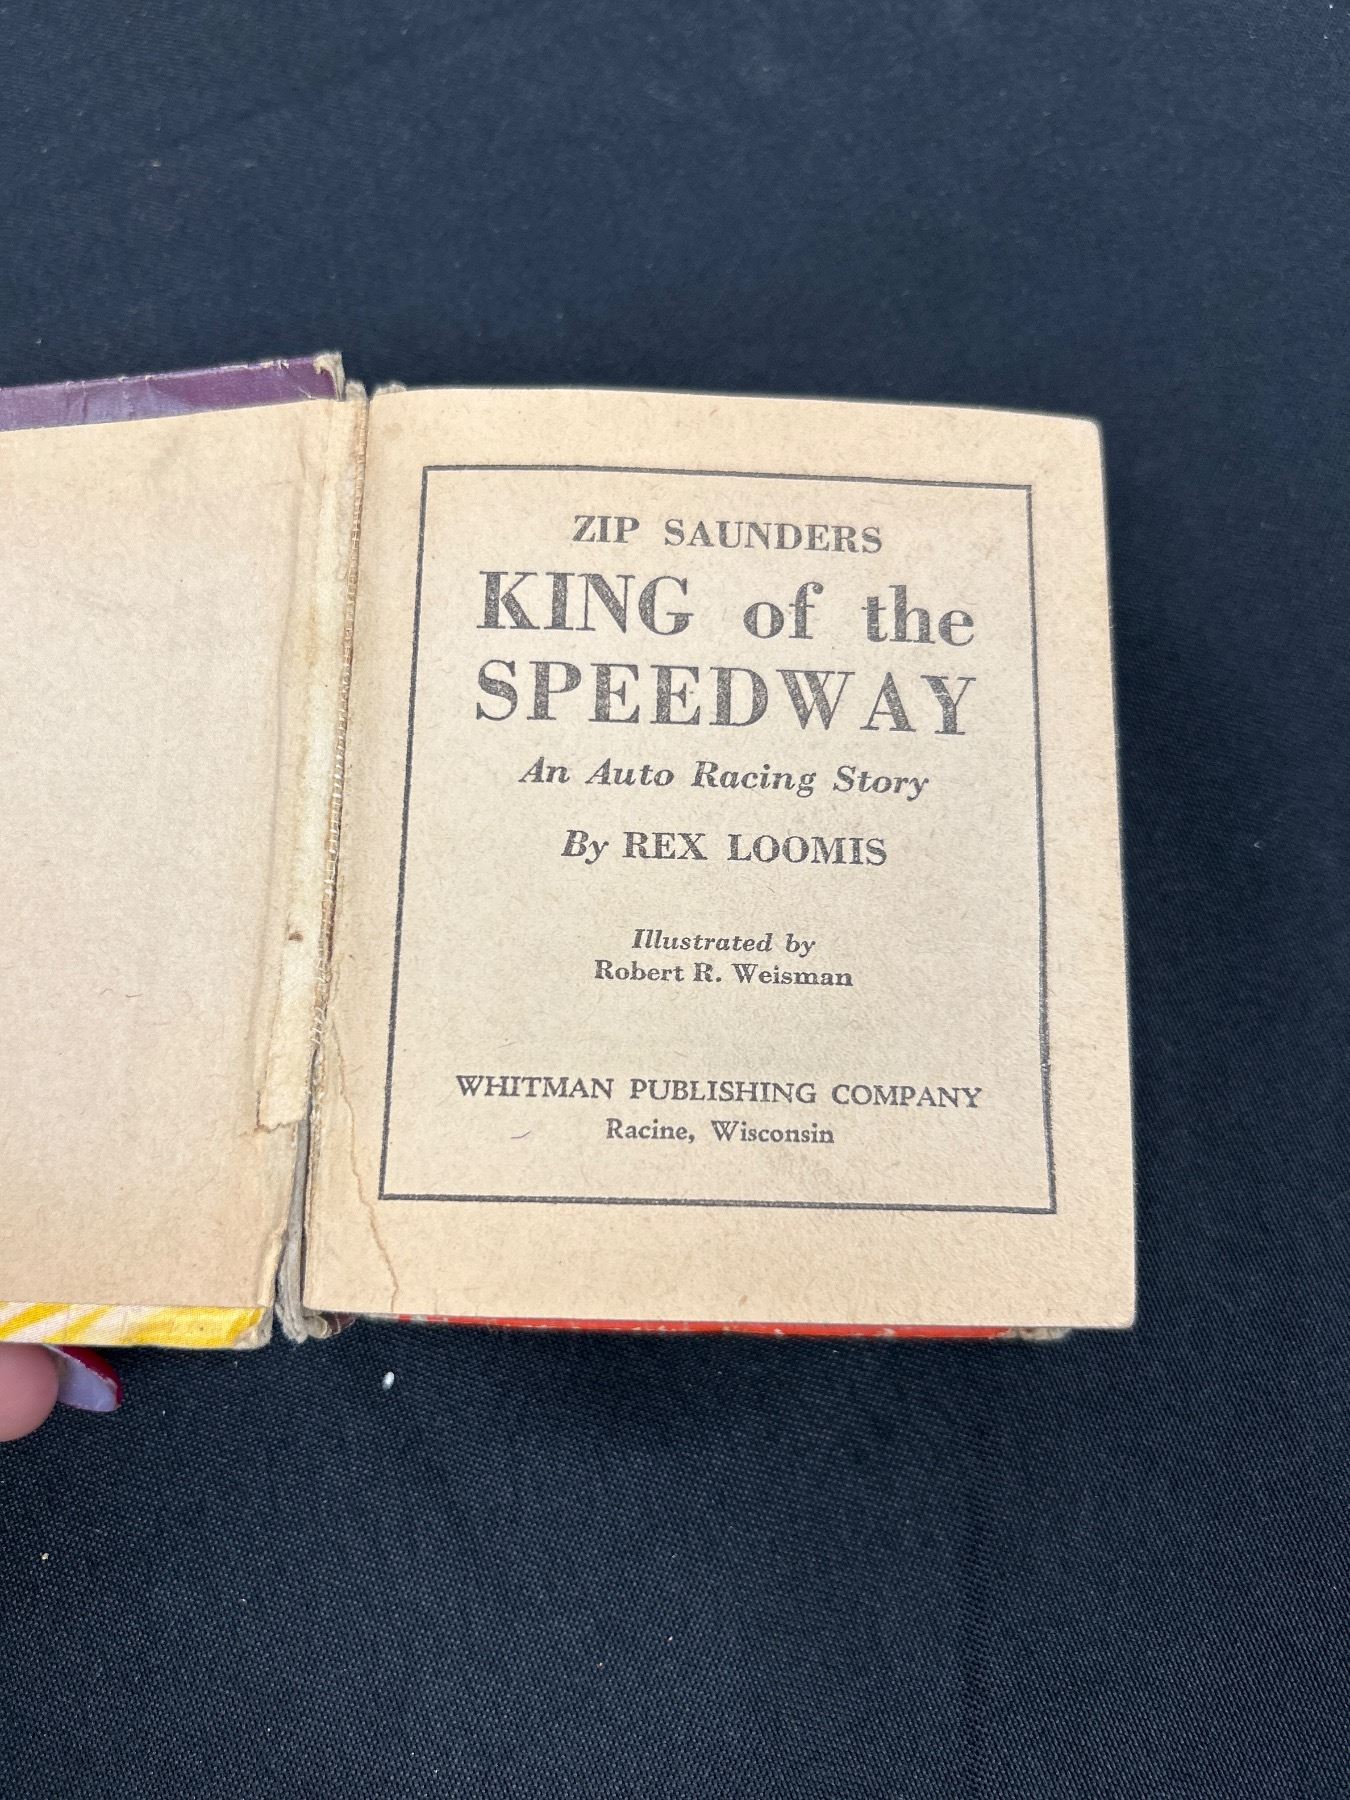 ZIP SAUNDERS
KING of the
SPEEDWAY
An Auto Racing Story
By REX LOOMIS
Illustrated by
Robert R. Weisman
WHITMAN PUBLISHING COMPANY
Racine, Wisconsin